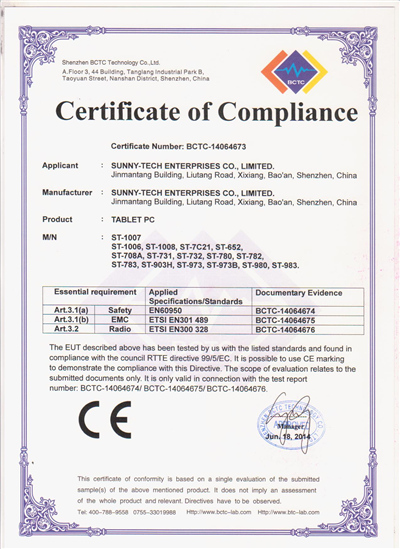 Shenzhen BCTC Technology Co.,Ltd.
A.Floor 3, 44 Building, Tanglang Industrial Park B,
Taoyuan Street, Nanshan District, Shenzhen, China
BCTC
Certificate of Compliance
Certificate Number: BCTC-14064673
Applicant : SUNNY-TECH ENTERPRISES CO., LIMITED.
Jinmantang Building, Liutang Road, Xixiang, Bao'an, Shenzhen, China
Manufacturer : SUNNY-TECH ENTERPRISES CO., LIMITED.
Jinmantang Building, Liutang Road, Xixiang, Bao'an, Shenzhen, China
Product : TABLET PC
M/N : ST-1007
ST-1006, ST-1008, ST-7C21, ST-652,
ST-708A, ST-731, ST-732, ST-780, ST-782,
ST-783, ST-903H, ST-973, ST-973B, ST-980, ST-983.
Essential requirement Applied Specifications/Standards Documentary Evidence
Art.3.1(a) Safety EN60950 BCTC-14064674
Art.3.1(b) EMC ETSI EN301 489 BCTC-14064675
Art.3.2 Radio ETSI EN300 328 BCTC-14064676
The EUT described above has been tested by us with the listed standards and found in
compliance with the council RTTE directive 99/5/EC. It is possible to use CE marking
to demonstrate the compliance with this Directive. The scope of evaluation relates to the
submitted documents only. It is only valid in connection with the test report
number: BCTC-14064674/ BCTC-14064675/ BCTC-14064676.
CE
Manager
Jun. 18, 2014
This certificate of conformity is based on a single evaluation of the submitted
sample(s) of the above mentioned product. It does not imply an assessment
of the whole product and relevant Directives have to be observed.
Tel: 400-788-9558 0755-33019988 Http://www.bctc-lab.com http://www.btc-lab.com